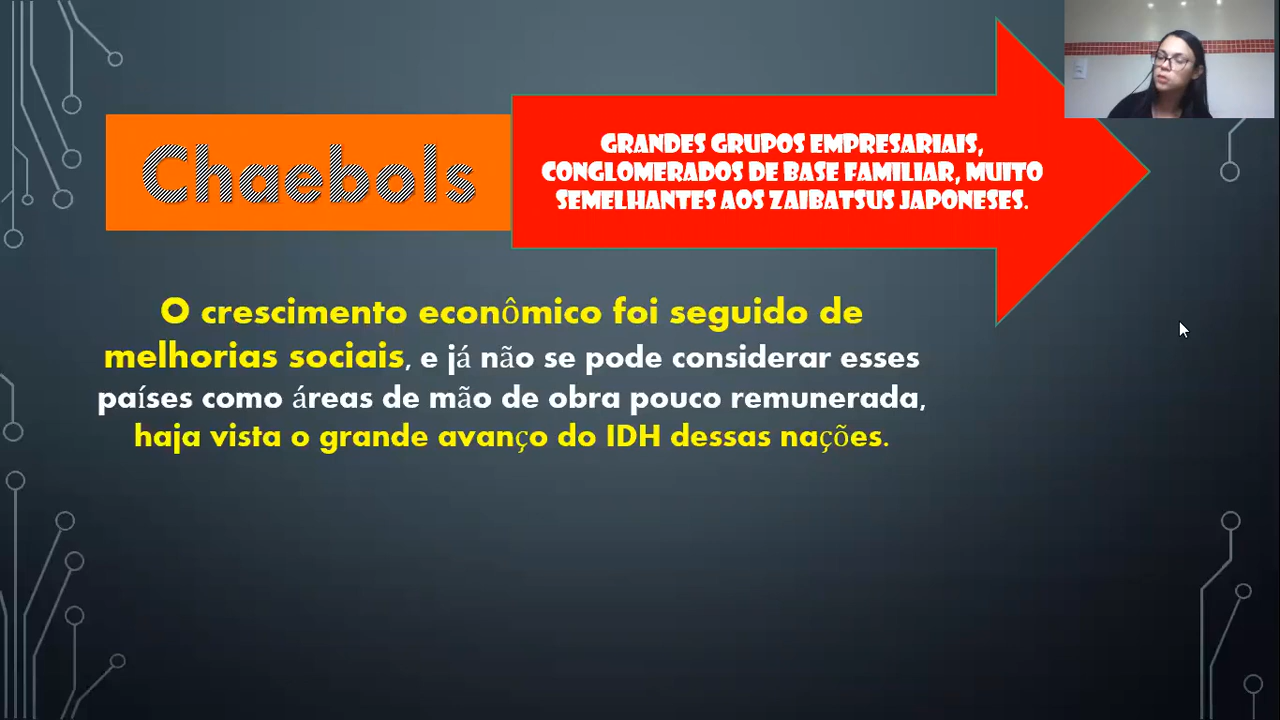 Chaebols
GRANDES GRUPOS EMPRESARIAIS,
CONGLOMERADOS DE BASE FAMILIAR, MUITO
SEMELHANTES AOS ZAIBATSUS JAPONESES.
O crescimento econômico foi seguido de
melhorias sociais, e já não se pode considerar esses
países como áreas de mão de obra pouco remunerada,
haja vista o grande avanço do IDH dessas nações.